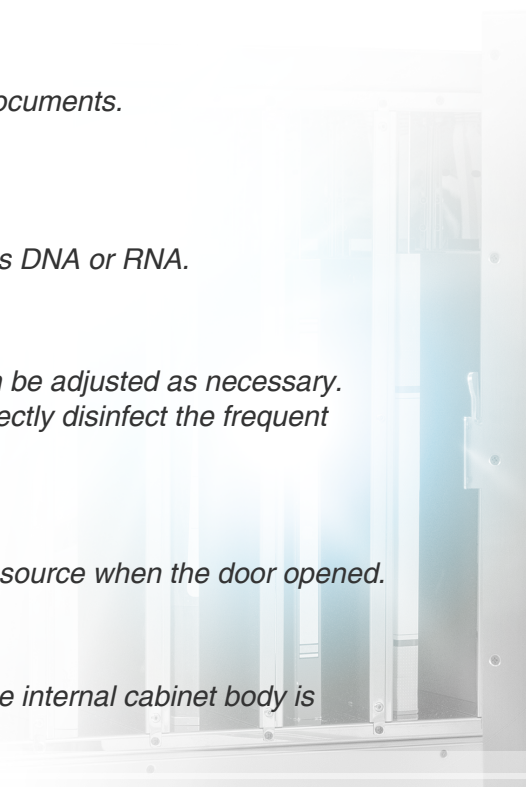 ocuments.
s DNA or RNA.
be adjusted as necessary.
ectly disinfect the frequent
source when the door opened.
e internal cabinet body is